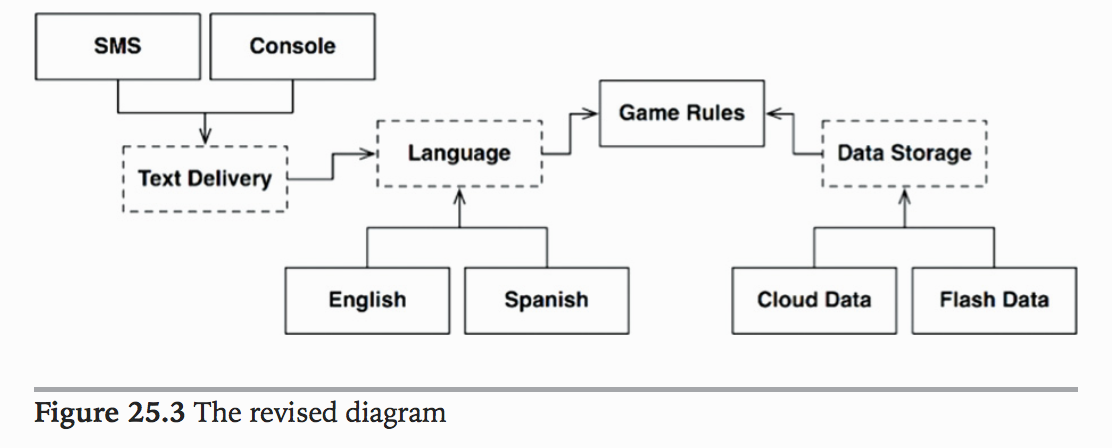 SMS
Console
Game Rules
Language
Data Storage
Text Delivery
English
Spanish
Cloud Data
Flash Data
Figure 25.3 The revised diagram